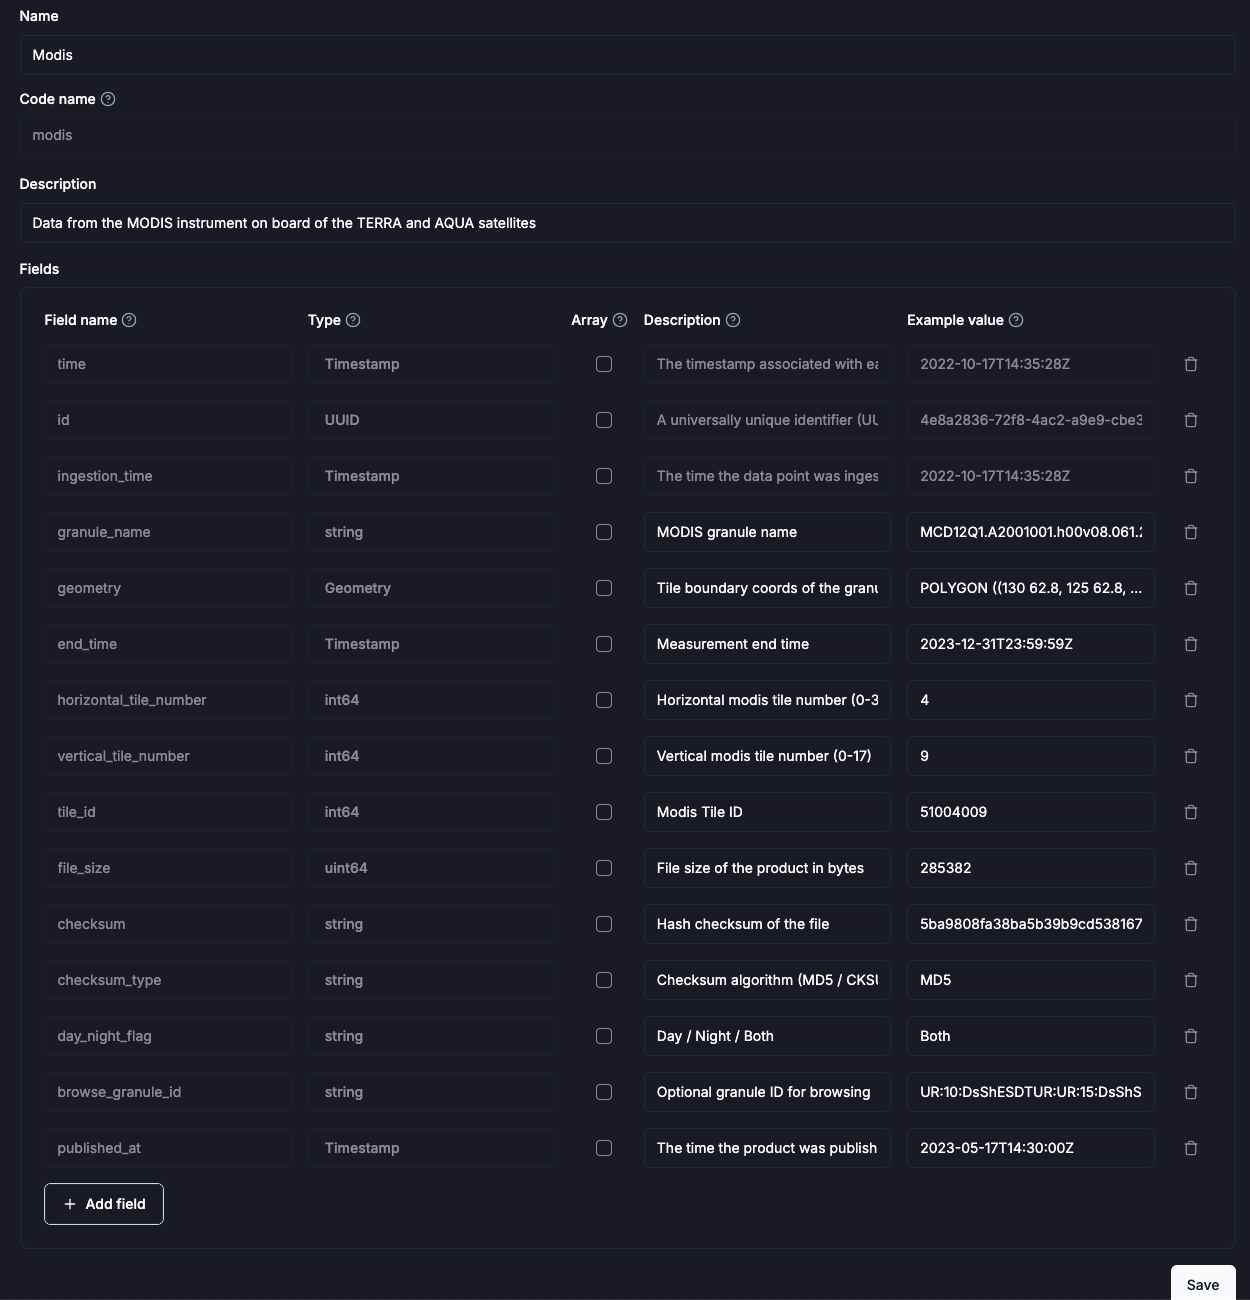 Name
Modis
Code name
modis
Description
Data from the MODIS instrument on board of the TERRA and AQUA satellites
Fields
Field name Type Array Description Example value
time Timestamp The timestamp associated with ea 2022-10-17T14:35:28Z
id UUID A universally unique identifier (UU 4e8a2836-72f8-4ac2-a9e9-cbe3
ingestion_time Timestamp The time the data point was inges 2022-10-17T14:35:28Z
granule_name string MODIS granule name MCD12Q1.A2001001.h00v08.061.2
geometry Geometry Tile boundary coords of the granu POLYGON ((130 62.8, 125 62.8, ...
end_time Timestamp Measurement end time 2023-12-31T23:59:59Z
horizontal_tile_number int64 Horizontal modis tile number (0-3 4
vertical_tile_number int64 Vertical modis tile number (0-17) 9
tile_id int64 Modis Tile ID 51004009
file_size uint64 File size of the product in bytes 285382
checksum string Hash checksum of the file 5ba9808fa38ba5b39b9cd538167
checksum_type string Checksum algorithm (MD5 / CKSU MD5
day_night_flag string Day / Night / Both Both
browse_granule_id string Optional granule ID for browsing UR:10:DsShESDTUR:UR:15:DsShS
published_at Timestamp The time the product was publish 2023-05-17T14:30:00Z
+ Add field
Save